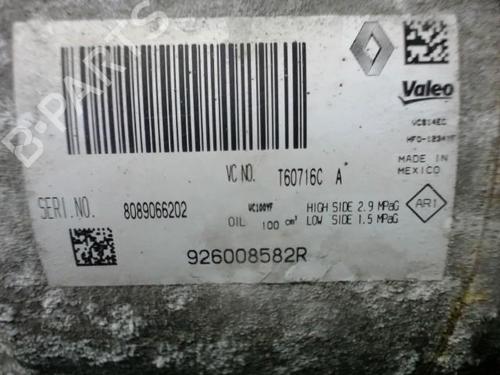 B-PARTS
Valeo
VCS14EC
HFO-1234YF
MADE IN
MEXICO
VC NO. T60716C A
SERI.NO. 8089066202
VC100YF
OIL 100 cm³
HIGH SIDE 2.9 MPaG
LOW SIDE 1.5 MPaG
ARI
926008582R